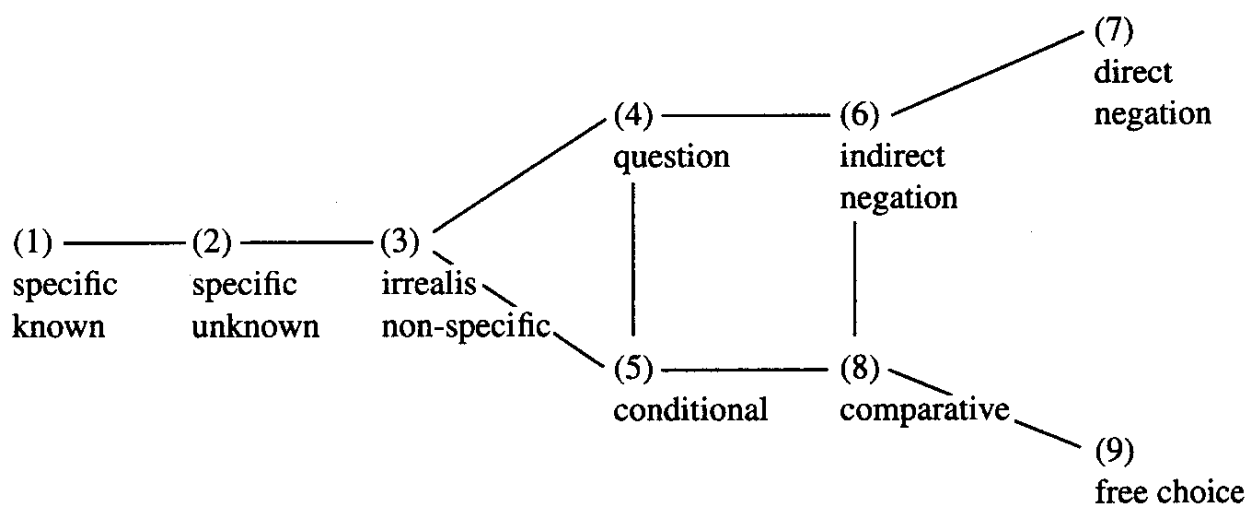 (7)
direct
negation
(4)
question
(6)
indirect
negation
(1)
specific
known
(2)
specific
unknown
(3)
irrealis
non-specific
(5)
conditional
(8)
comparative
(9)
free choice